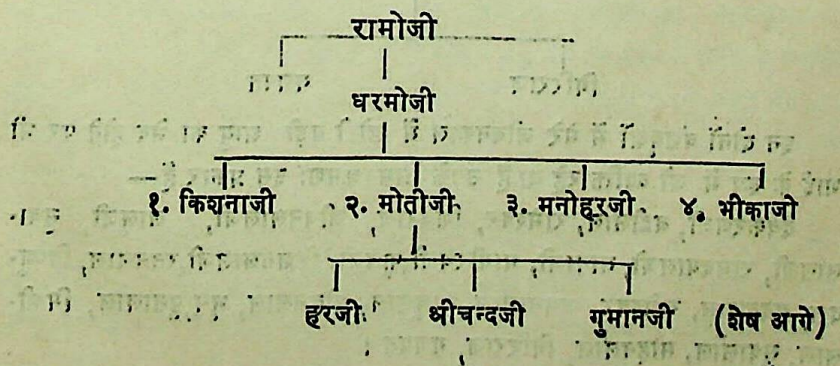 रामोजी
धरमोजी
१. किशनाजी २. मोतीजी ३. मनोहरजी ४. भीकाजो
हरजी श्रीचन्दजी गुमानजी (शेष आगे)